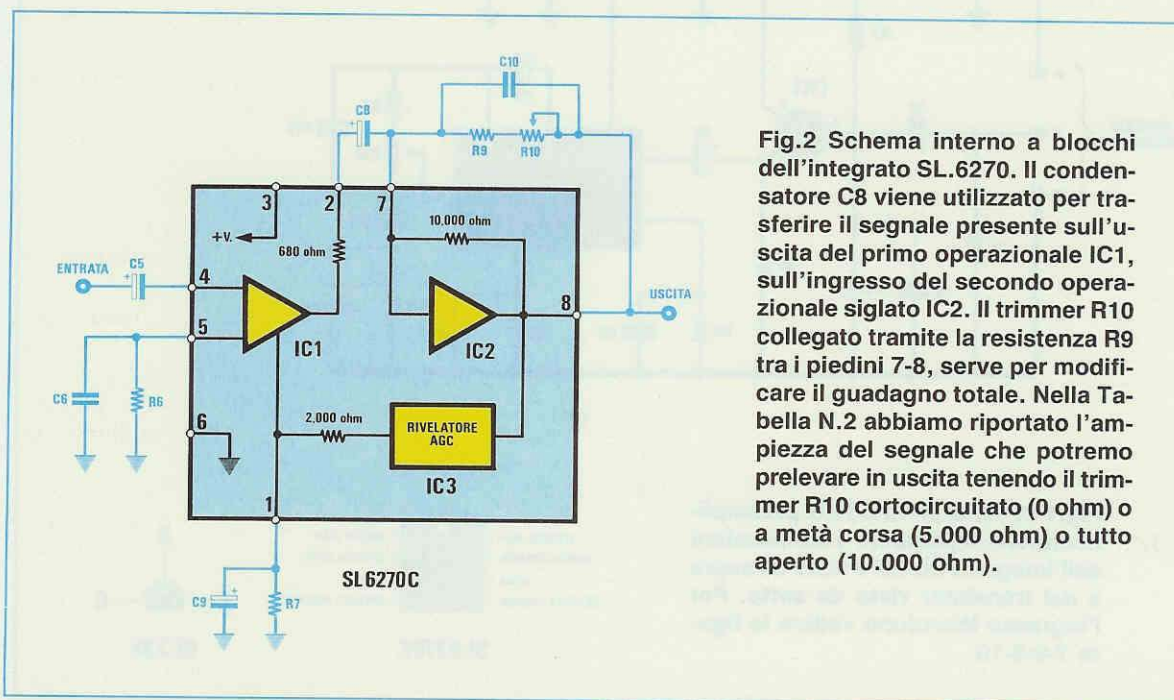 C10
C8
R9
R10
3
2
7
+V.
680 ohm
10.000 ohm
ENTRATA
C5
4
5
IC1
IC2
8
USCITA
C6
R6
6
2.000 ohm
RIVELATORE
AGC
IC3
1
C9
R7
SL6270C
Fig.2 Schema interno a blocchi
dell'integrato SL.6270. Il conden-
satore C8 viene utilizzato per tra-
sferire il segnale presente sull'u-
scita del primo operazionale IC1,
sull'ingresso del secondo opera-
zionale siglato IC2. Il trimmer R10
collegato tramite la resistenza R9
tra i piedini 7-8, serve per modifi-
care il guadagno totale. Nella Ta-
bella N.2 abbiamo riportato l'am-
piezza del segnale che potremo
prelevare in uscita tenendo il trim-
mer R10 cortocircuitato (0 ohm) o
a metà corsa (5.000 ohm) o tutto
aperto (10.000 ohm).